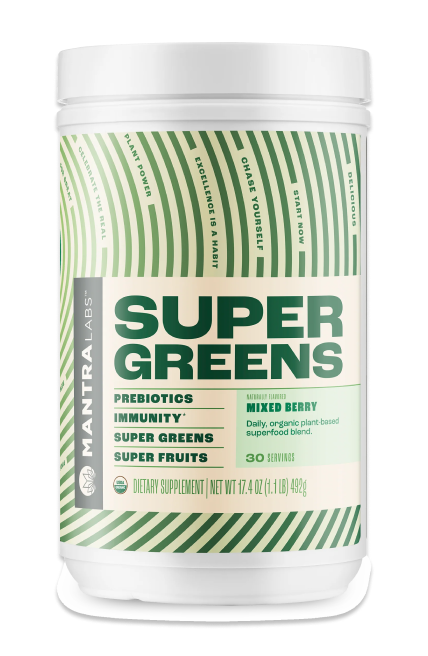 PLANT POWER
CELEBRATE THE REAL
EXCELLENCE IS A HABIT
CHASE YOURSELF
START NOW
DELICIOUS
MANTRA LABS™
SUPER
GREENS
PREBIOTICS
IMMUNITY*
SUPER GREENS
SUPER FRUITS
NATURALLY FLAVORED
MIXED BERRY
Daily, organic plant-based
superfood blend.
30 SERVINGS
DIETARY SUPPLEMENT | NET WT 17.4 OZ (1.1 LB) 492g